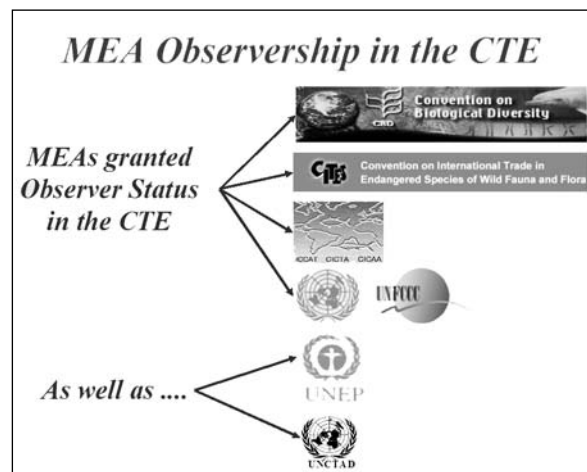 MEA Observership in the CTE
MEAs granted
Observer Status
in the CTE
CBD
Convention on
Biological Diversity
CITES
Convention on International Trade in
Endangered Species of Wild Fauna and Flora
ICCAT CICTA CICAA
UNFCCC
As well as ....
UNEP
UNCTAD